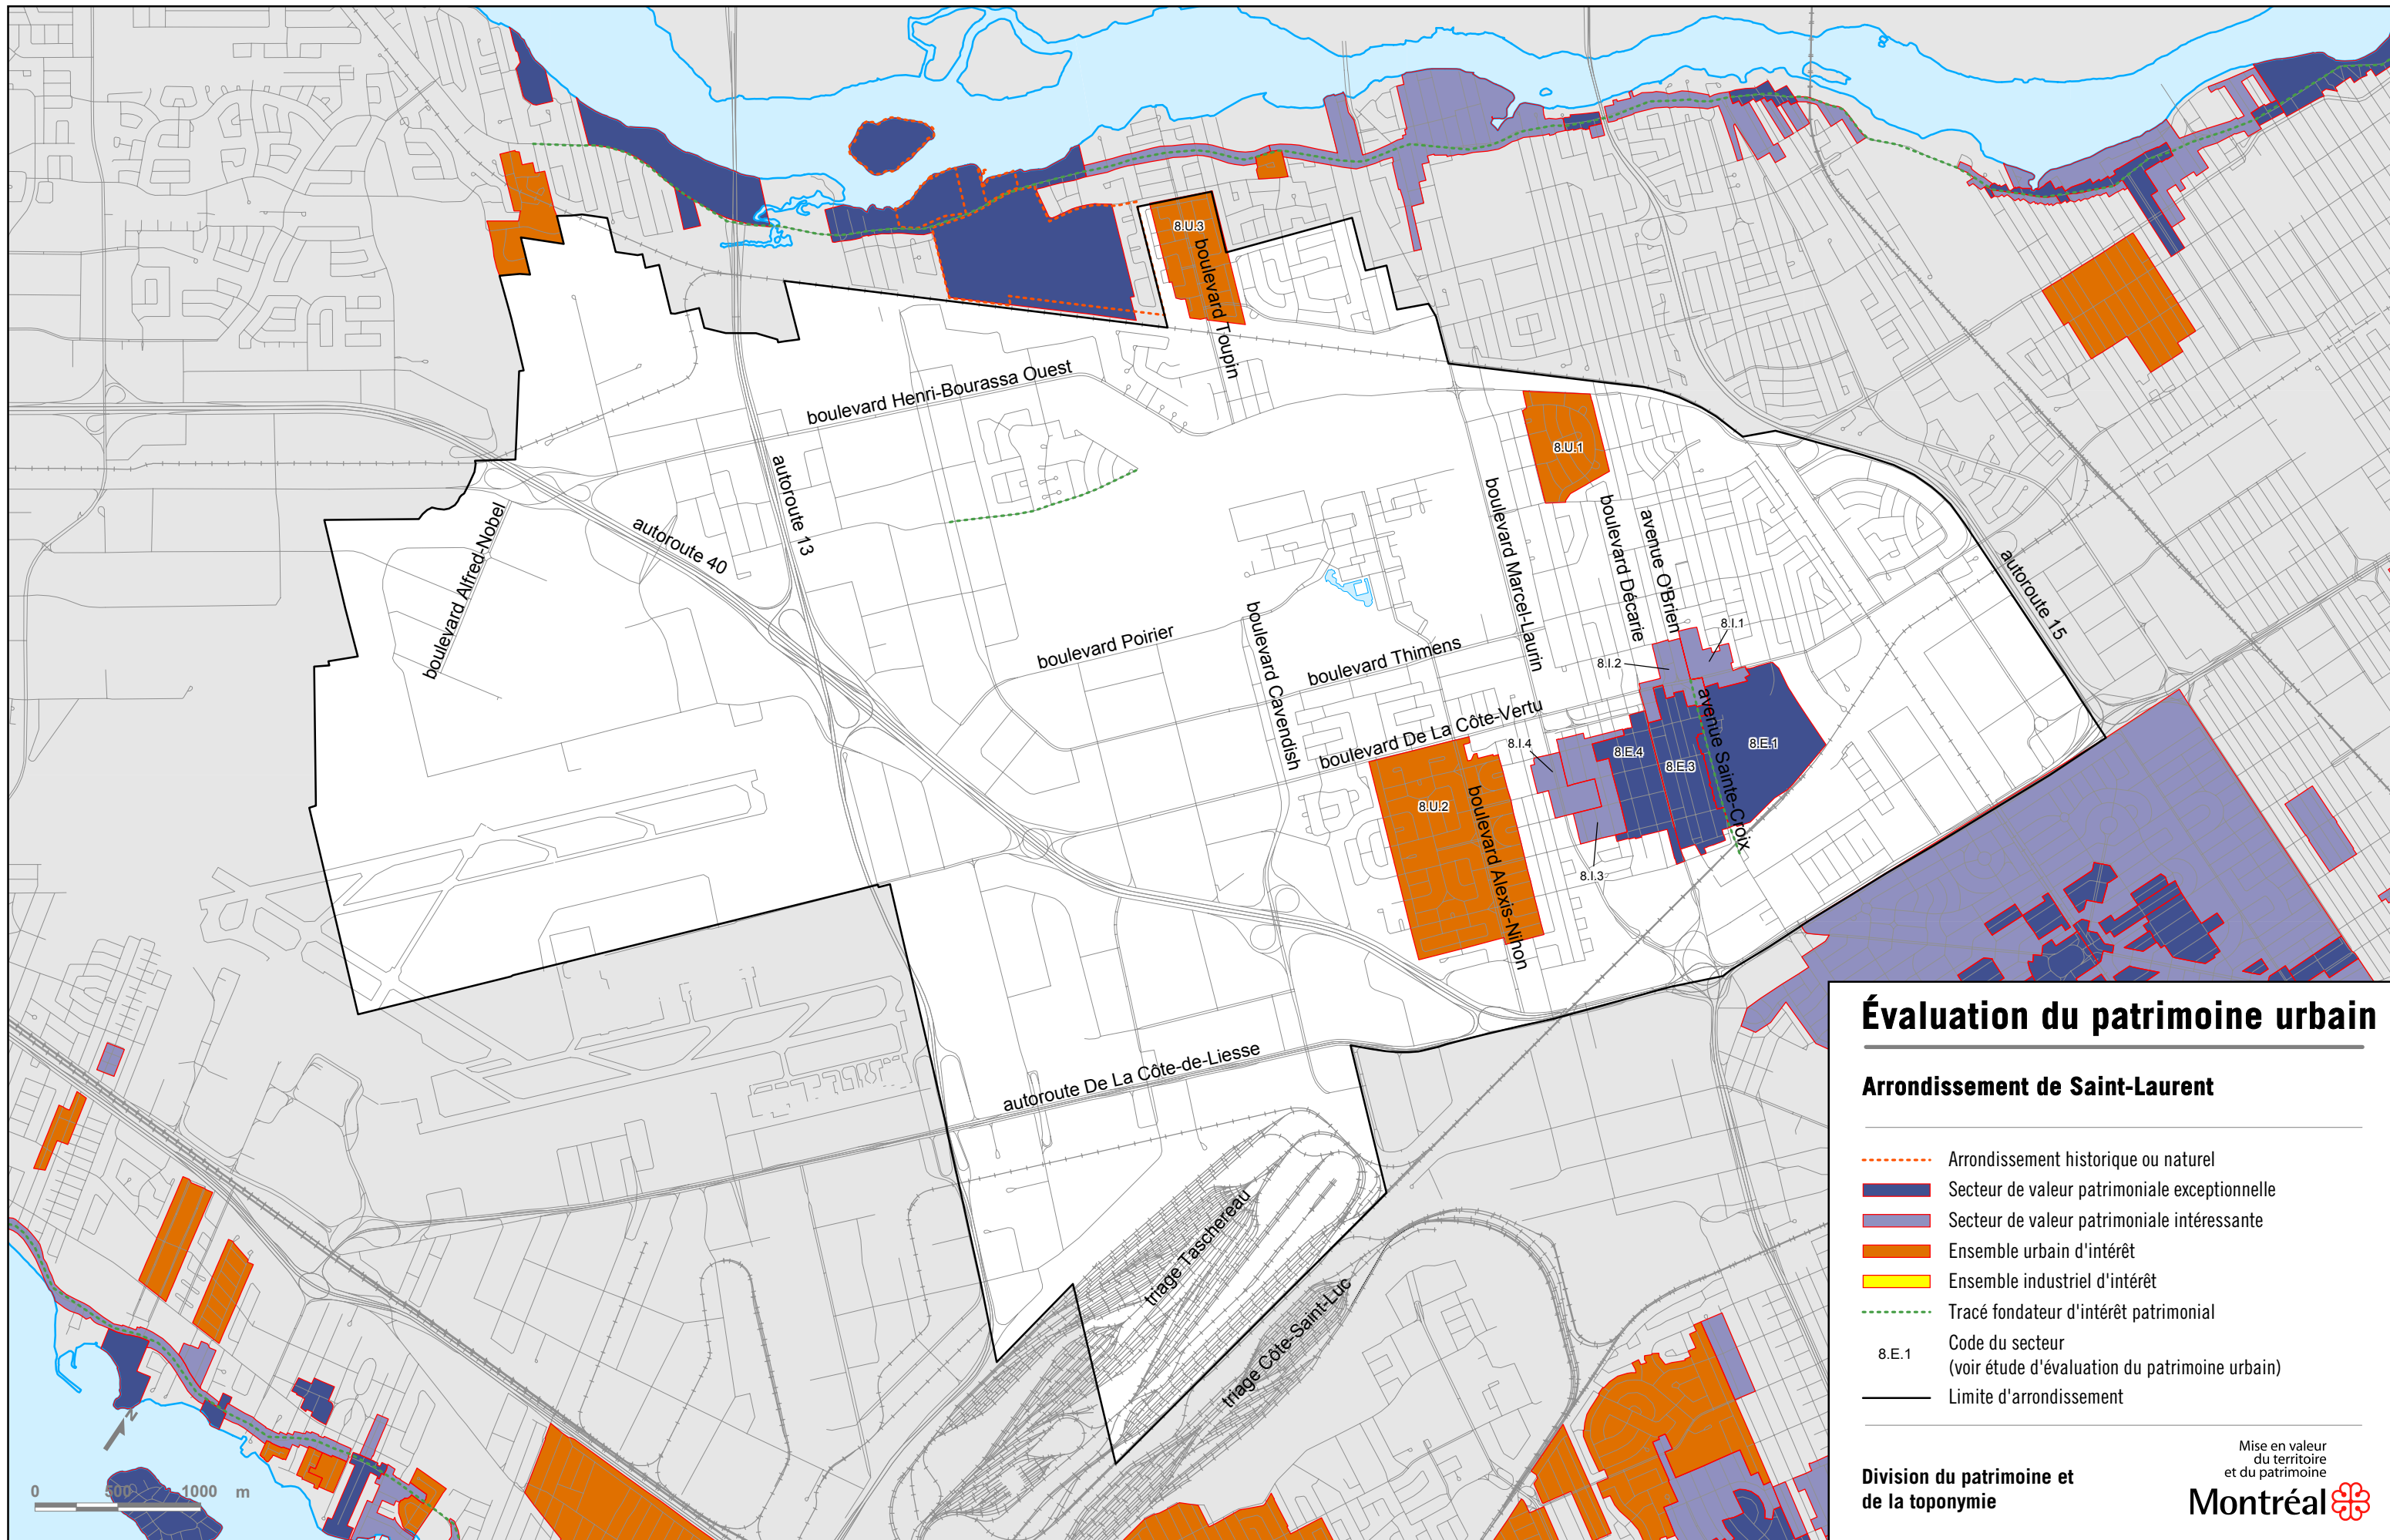 8.U.3
boulevard Toupin
boulevard Henri-Bourassa Ouest
8.U.1
autoroute 13
autoroute 40
boulevard Alfred-Nobel
boulevard Marcel-Laurin
boulevard Décarie
avenue O'Brien
autoroute 15
boulevard Poirier
boulevard Cavendish
boulevard Thimens
8.I.1
8.I.2
boulevard De La Côte-Vertu
8.I.4
8.E.4
8.E.3
avenue Sainte-Croix
8.E.1
8.U.2
boulevard Alexis-Nihon
8.I.3
autoroute De La Côte-de-Liesse
triage Taschereau
triage Côte-Saint-Luc
N
0 500 1000 m
Évaluation du patrimoine urbain
Arrondissement de Saint-Laurent
Arrondissement historique ou naturel
Secteur de valeur patrimoniale exceptionnelle
Secteur de valeur patrimoniale intéressante
Ensemble urbain d'intérêt
Ensemble industriel d'intérêt
Tracé fondateur d'intérêt patrimonial
8.E.1
Code du secteur
(voir étude d'évaluation du patrimoine urbain)
Limite d'arrondissement
Division du patrimoine et
de la toponymie
Mise en valeur
du territoire
et du patrimoine
Montréal